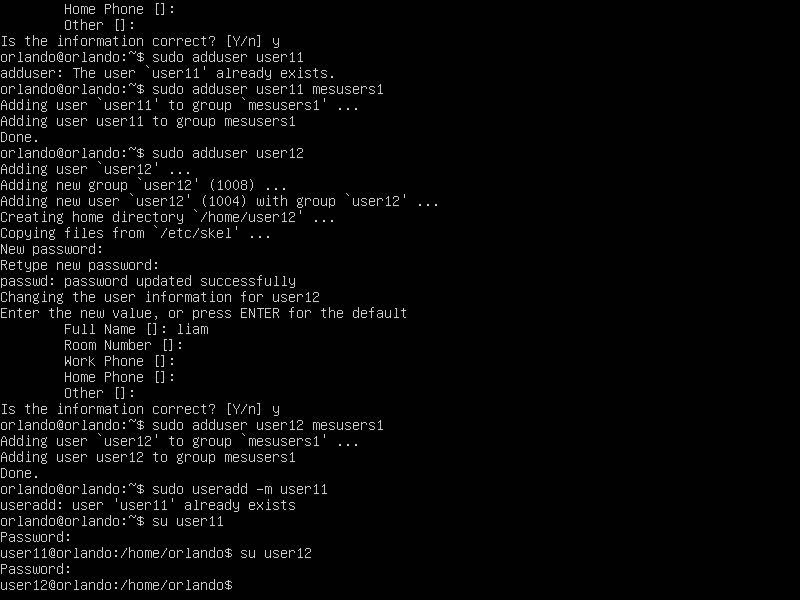 Home Phone []:
Other []:
Is the information correct? [Y/n] y
orlando@orlando:~$ sudo adduser user11
adduser: The user `user11' already exists.
orlando@orlando:~$ sudo adduser user11 mesusers1
Adding user `user11' to group `mesusers1' ...
Adding user user11 to group mesusers1
Done.
orlando@orlando:~$ sudo adduser user12
Adding user `user12' ...
Adding new group `user12' (1008) ...
Adding new user `user12' (1004) with group `user12' ...
Creating home directory `/home/user12' ...
Copying files from `/etc/skel' ...
New password:
Retype new password:
passwd: password updated successfully
Changing the user information for user12
Enter the new value, or press ENTER for the default
Full Name []: liam
Room Number []:
Work Phone []:
Home Phone []:
Other []:
Is the information correct? [Y/n] y
orlando@orlando:~$ sudo adduser user12 mesusers1
Adding user `user12' to group `mesusers1' ...
Adding user user12 to group mesusers1
Done.
orlando@orlando:~$ sudo useradd -m user11
useradd: user 'user11' already exists
orlando@orlando:~$ su user11
Password:
user11@orlando:/home/orlando$ su user12
Password:
user12@orlando:/home/orlando$